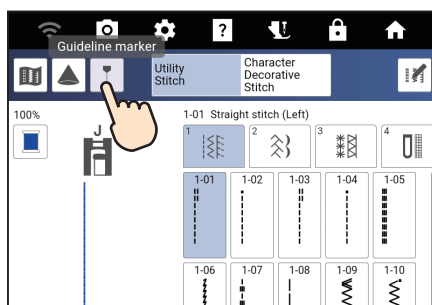 ?
Guideline marker
Utility
Stitch
Character
Decorative
Stitch
100%
J
1-01 Straight stitch (Left)
1
2
3
4
1-01
1-02
1-03
1-04
1-05
1-06
1-07
1-08
1-09
1-10